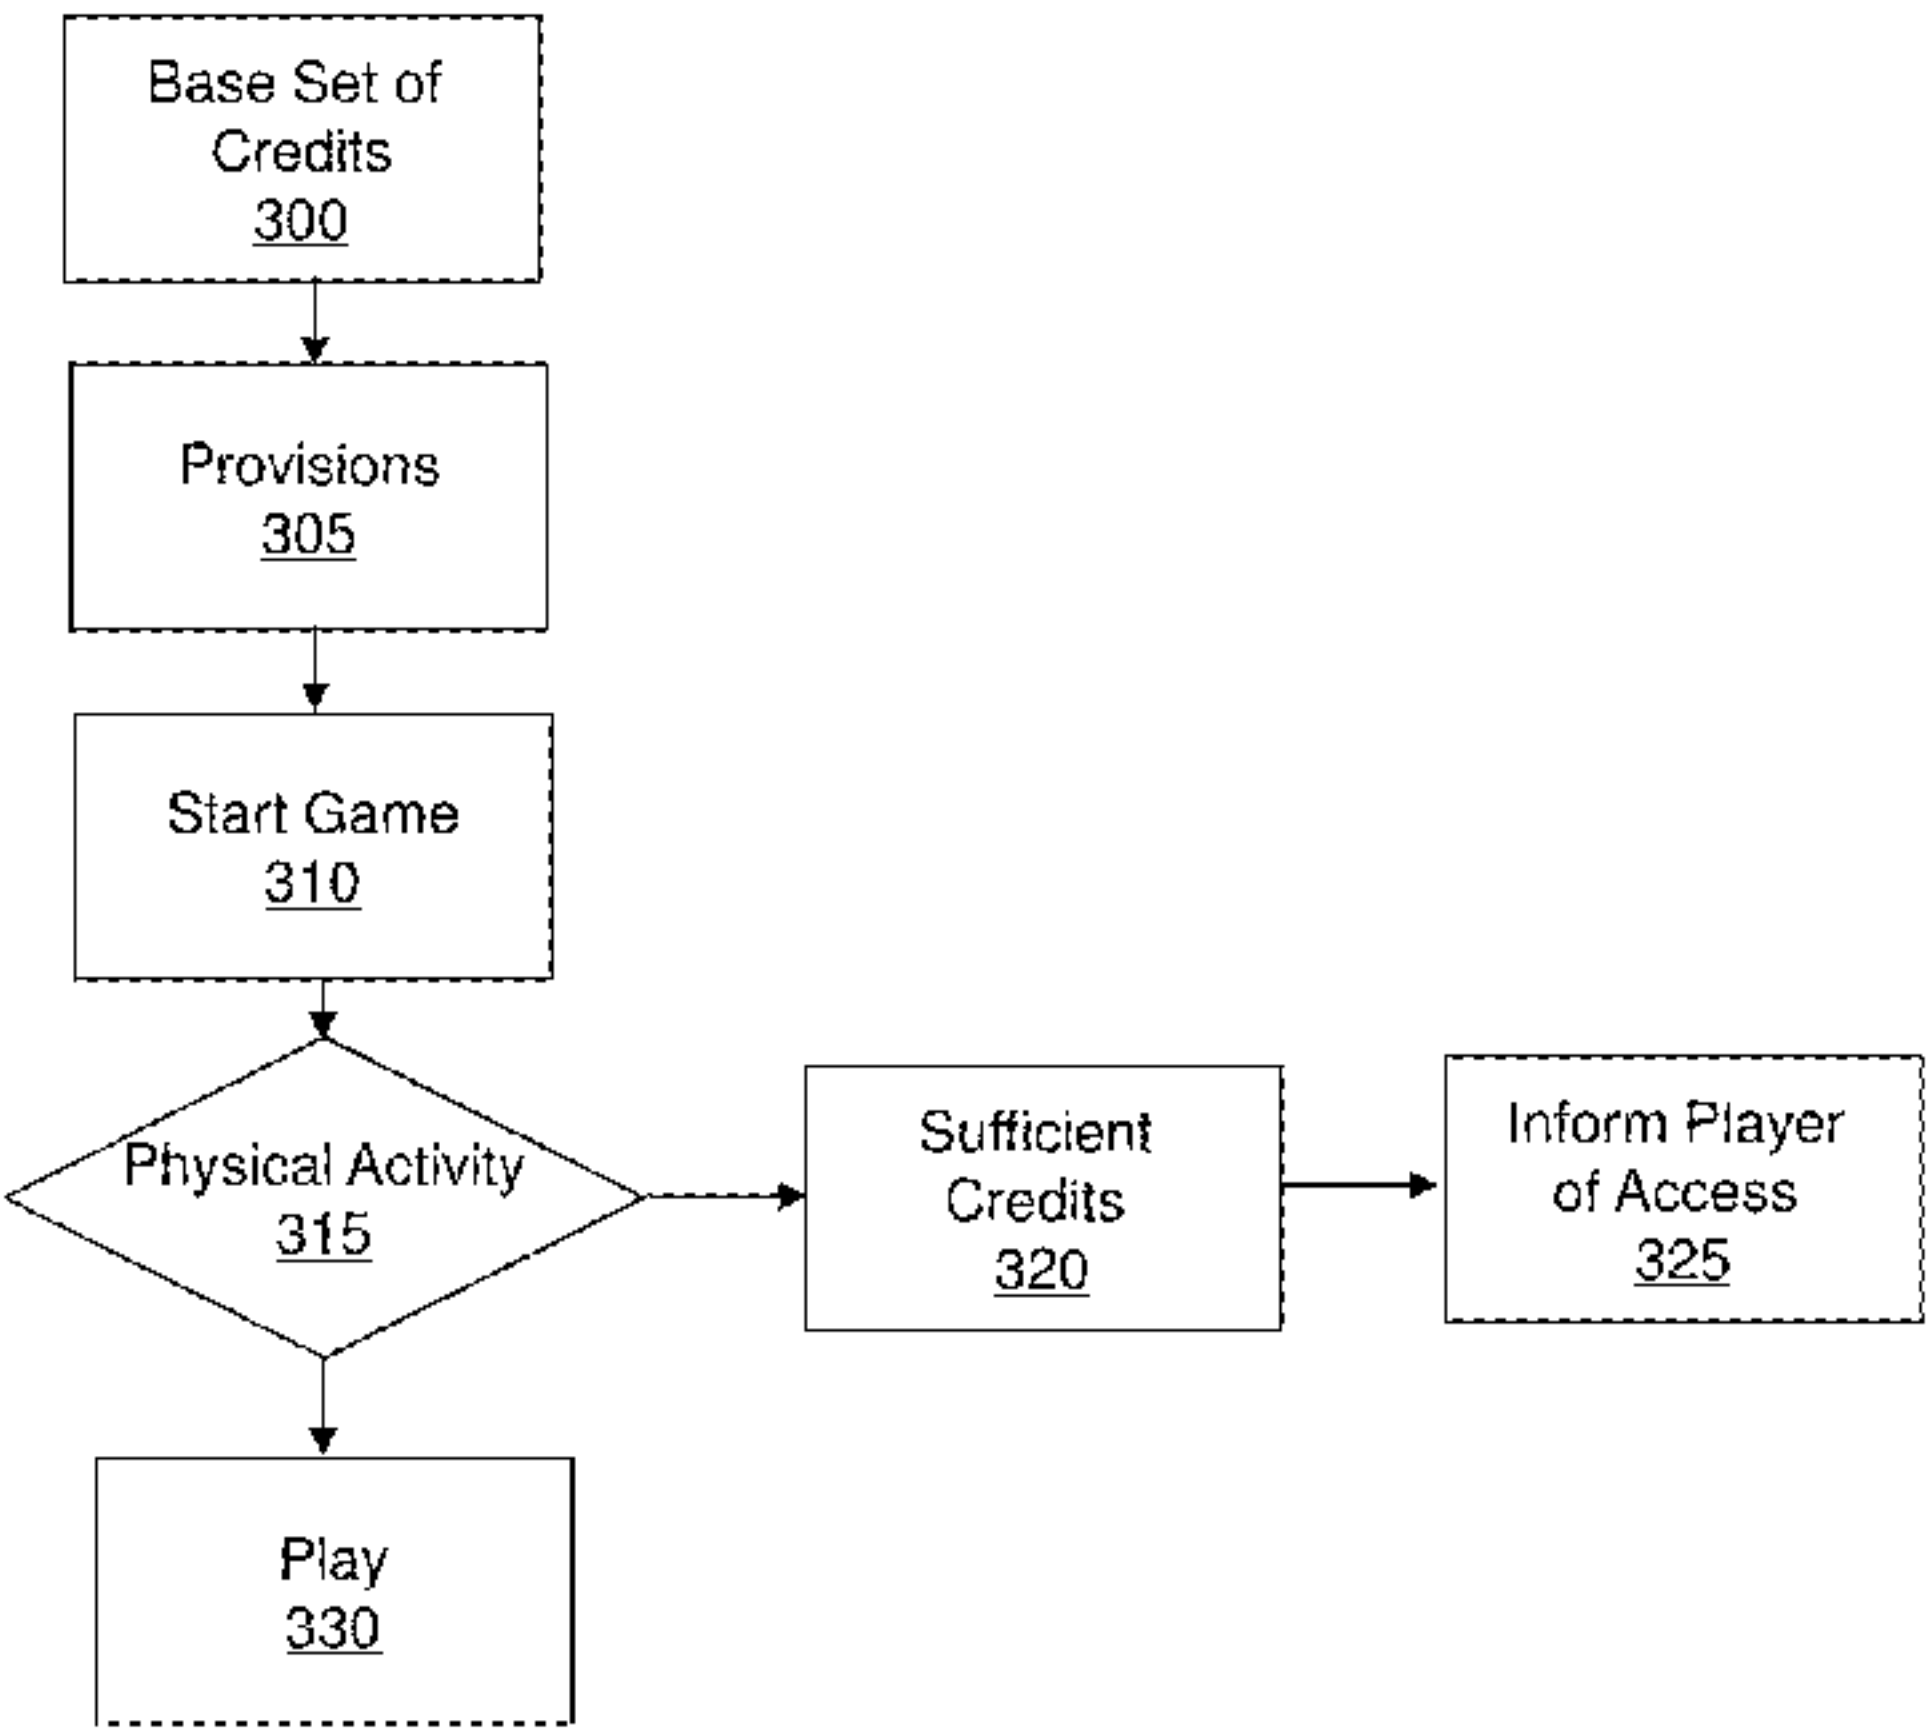 Base Set of
Credits
300
Provisions
305
Start Game
310
Physical Activity
315
Sufficient
Credits
320
Inform Player
of Access
325
Play
330